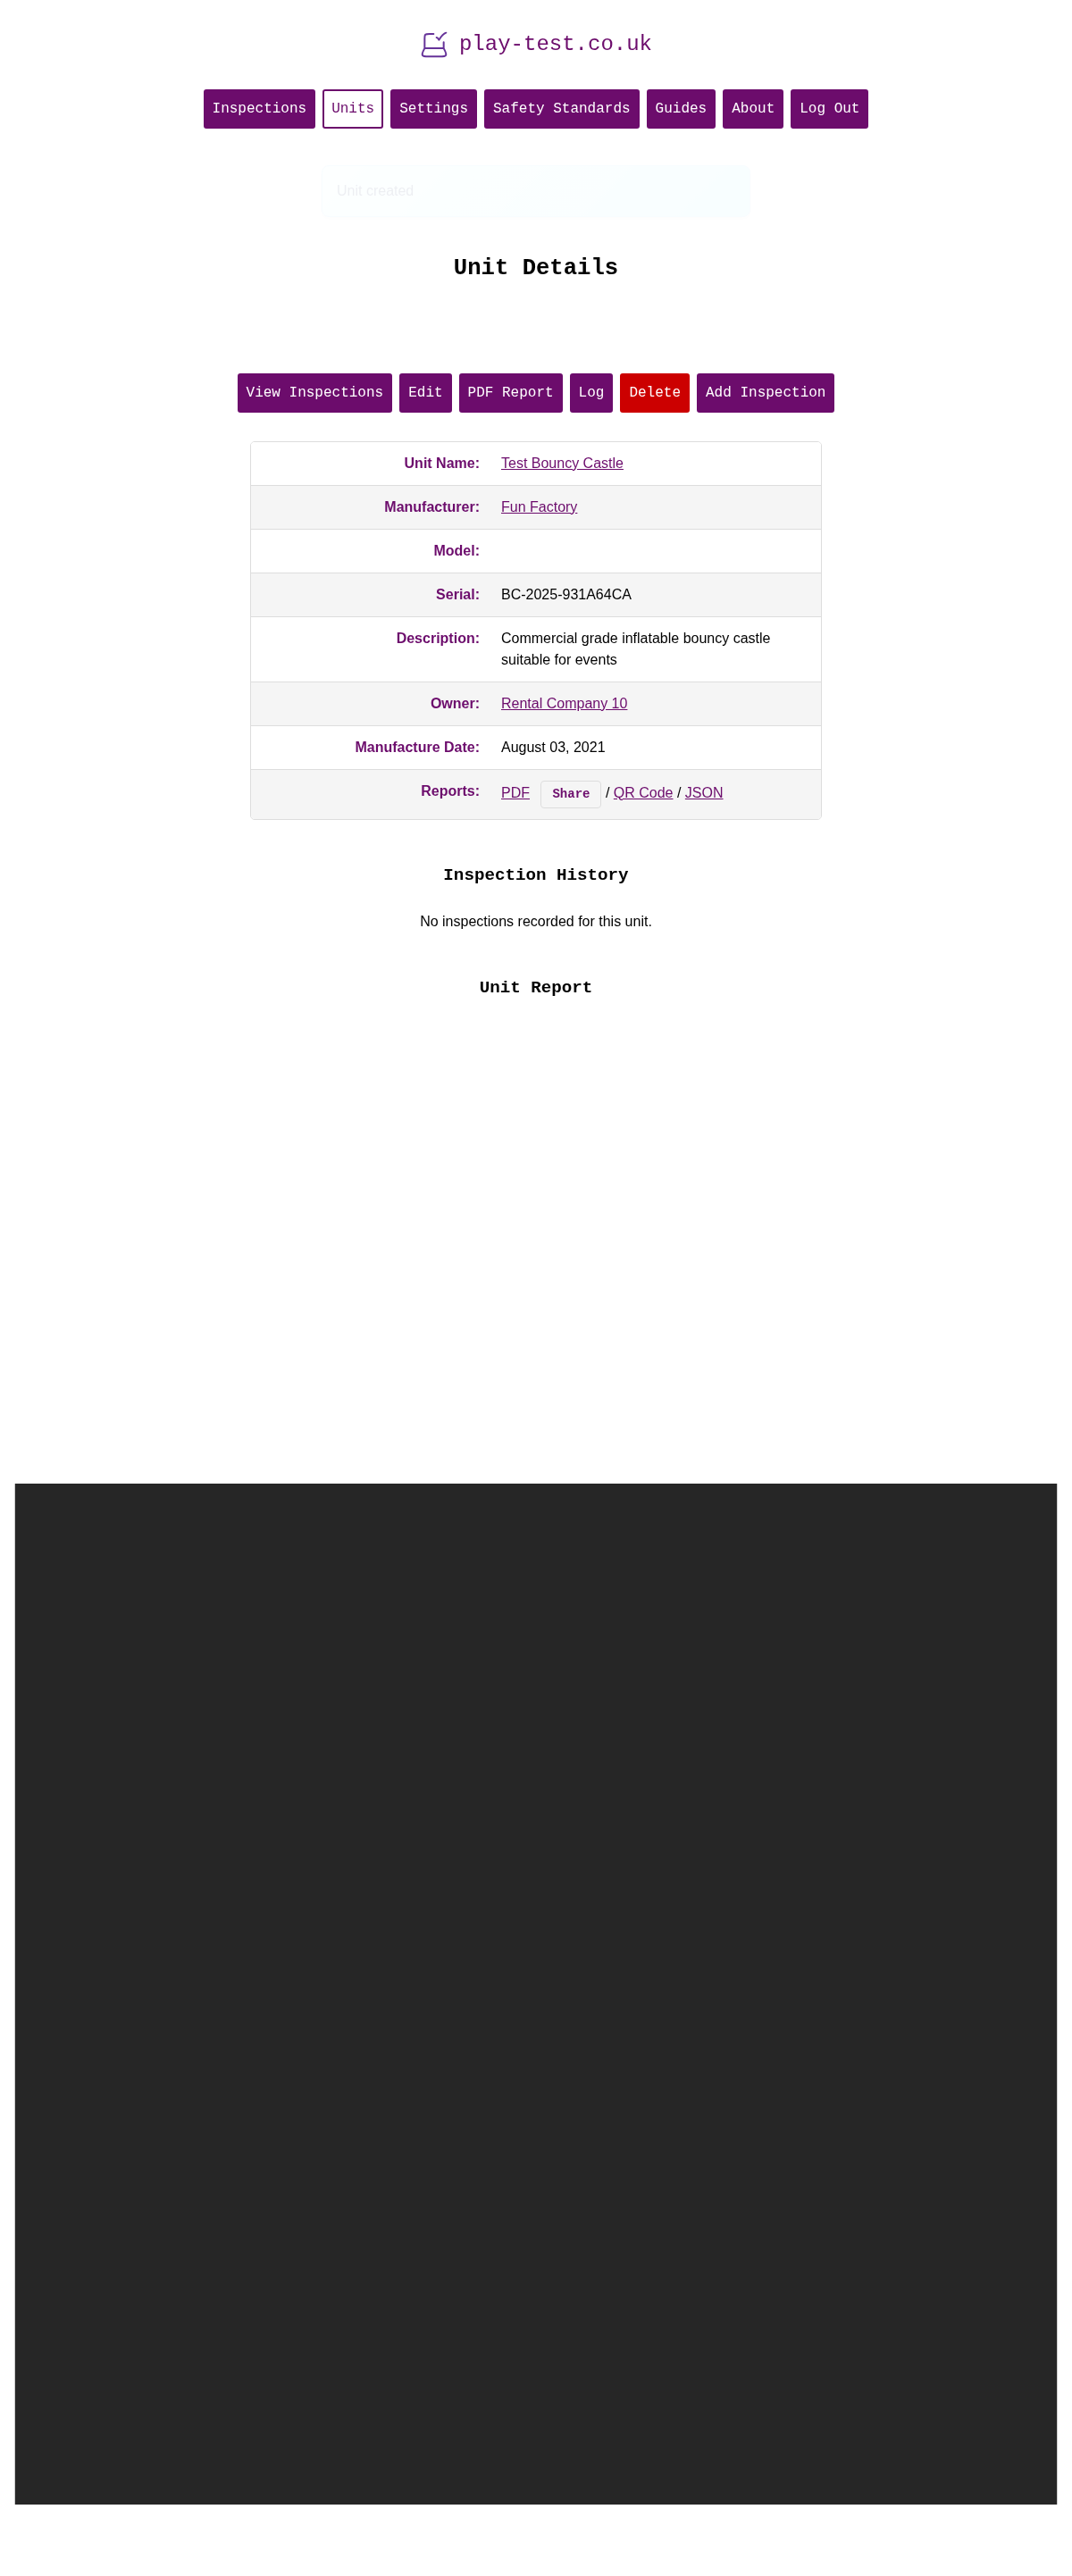 play-test.co.uk
Inspections Units Settings Safety Standards Guides About Log Out
Unit created
Unit Details
View Inspections Edit PDF Report Log Delete Add Inspection
Unit Name: Test Bouncy Castle
Manufacturer: Fun Factory
Model:
Serial: BC-2025-931A64CA
Description: Commercial grade inflatable bouncy castle
suitable for events
Owner: Rental Company 10
Manufacture Date: August 03, 2021
Reports: PDF Share / QR Code / JSON
Inspection History
No inspections recorded for this unit.
Unit Report